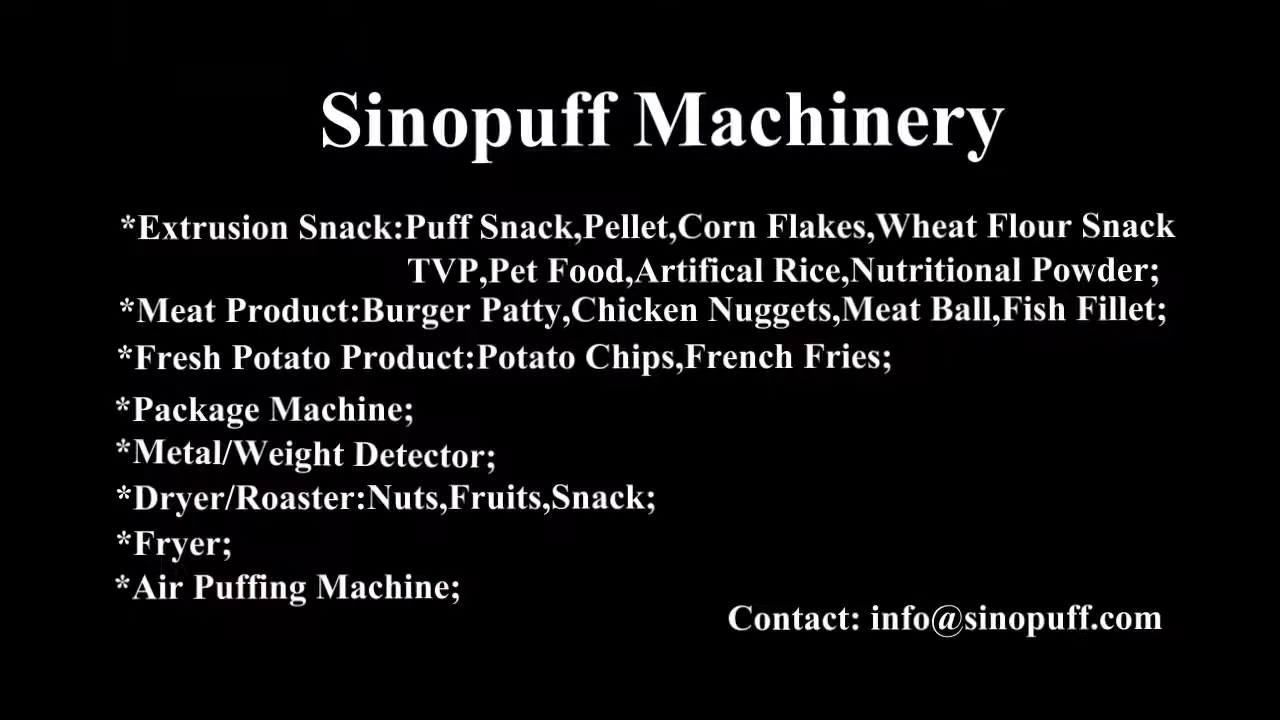 Sinopuff Machinery
*Extrusion Snack:Puff Snack,Pellet,Corn Flakes,Wheat Flour Snack
TVP,Pet Food,Artifical Rice,Nutritional Powder;
*Meat Product:Burger Patty,Chicken Nuggets,Meat Ball,Fish Fillet;
*Fresh Potato Product:Potato Chips,French Fries;
*Package Machine;
*Metal/Weight Detector;
*Dryer/Roaster:Nuts,Fruits,Snack;
*Fryer;
*Air Puffing Machine;
Contact: info@sinopuff.com